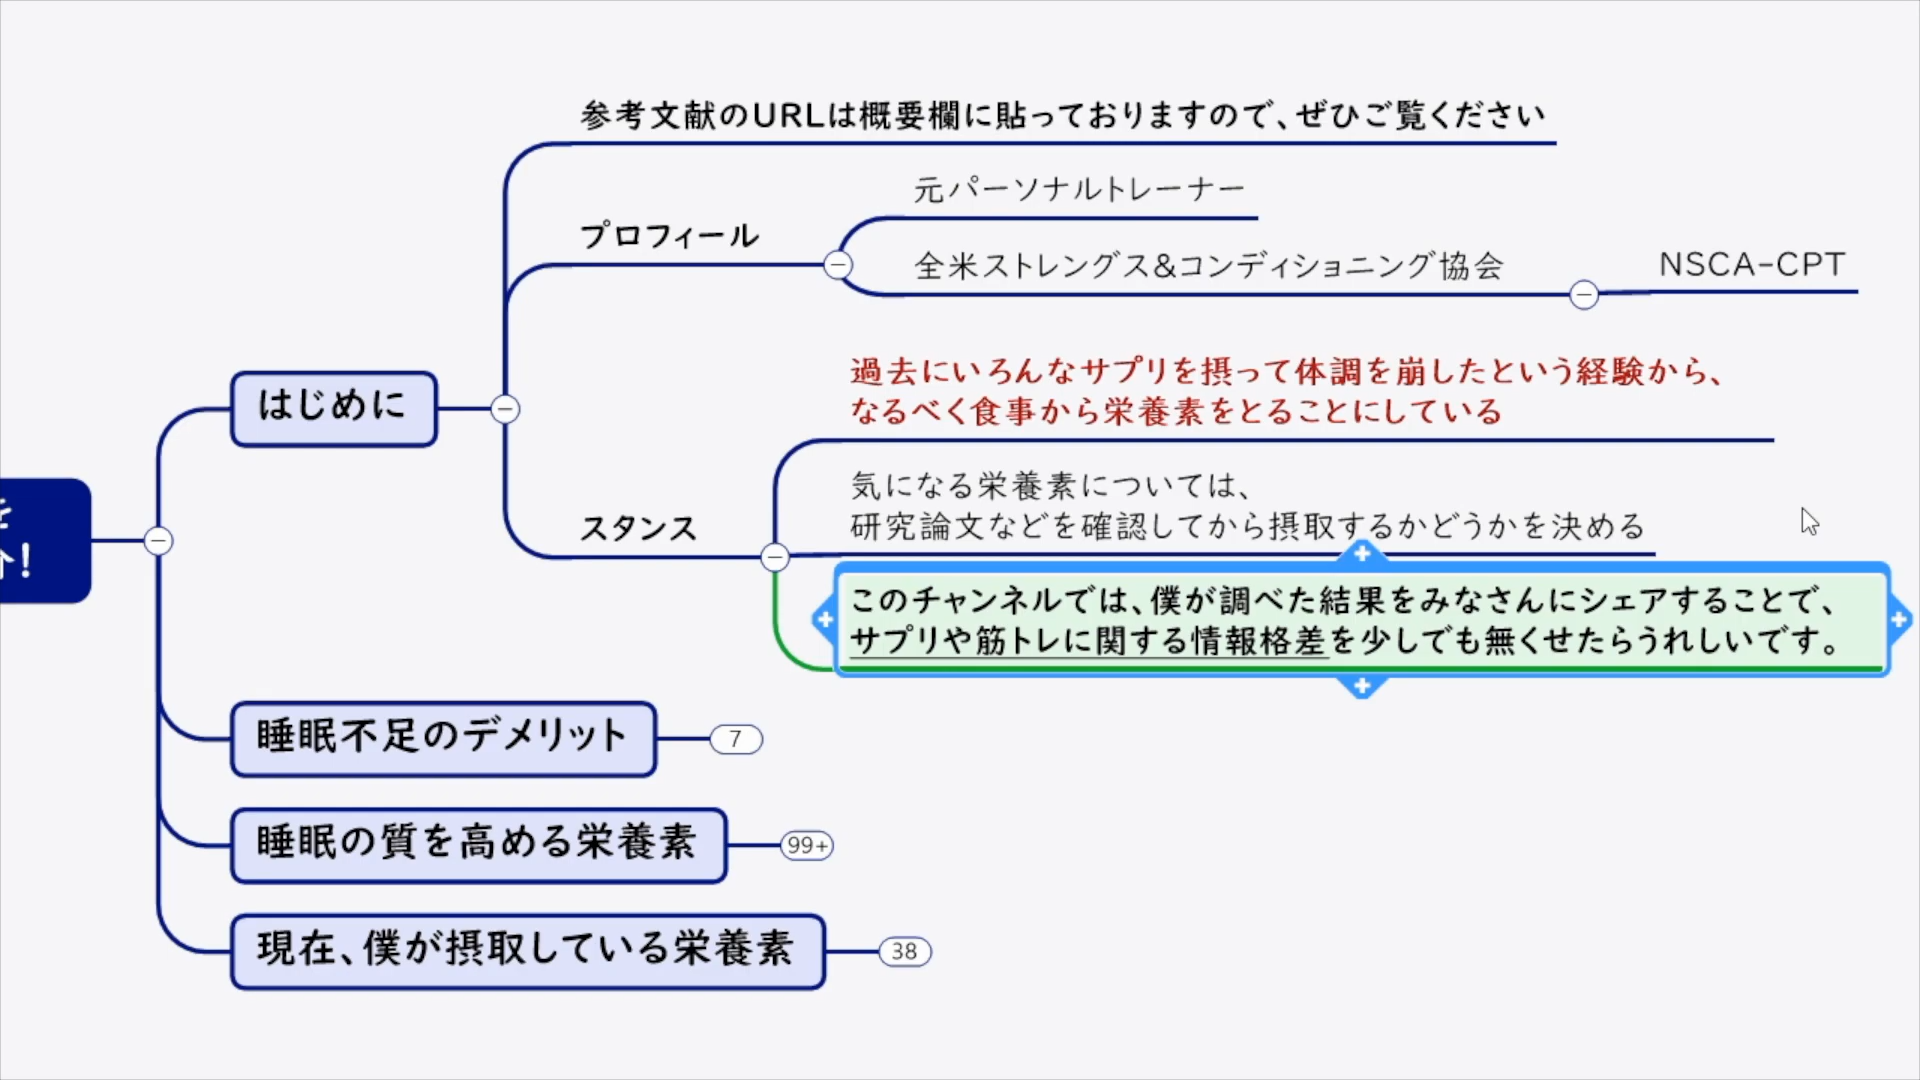 参考文献のURLは概要欄に貼っておりますので、ぜひご覧ください
元パーソナルトレーナー
プロフィール
全米ストレングス&コンディショニング協会
NSCA-CPT
過去にいろんなサプリを摂って体調を崩したという経験から、
なるべく食事から栄養素をとることにしている
はじめに
気になる栄養素については、
研究論文などを確認してから摂取するかどうかを決める
スタンス
を
介!
このチャンネルでは、僕が調べた結果をみなさんにシェアすることで、
サプリや筋トレに関する情報格差を少しでも無くせたらうれしいです。
睡眠不足のデメリット
7
睡眠の質を高める栄養素
99+
現在、僕が摂取している栄養素
38